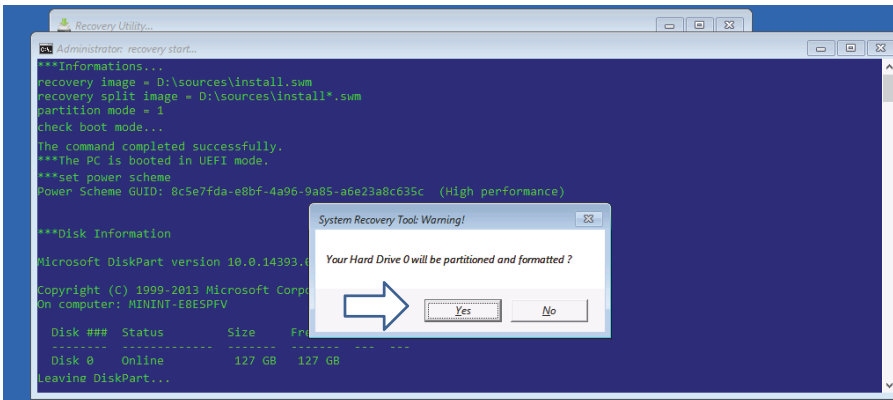 Recovery Utility...
Administrator: recovery start...
***Informations...
recovery image = D:\sources\install.swm
recovery split image = D:\sources\install*.swm
partition mode = 1
check boot mode...
The command completed successfully.
***The PC is booted in UEFI mode.
***set power scheme
Power Scheme GUID: 8c5e7fda-e8bf-4a96-9a85-a6e23a8c635c (High performance)
System Recovery Tool: Warning!
***Disk Information
Your Hard Drive 0 will be partitioned and formatted ?
Microsoft DiskPart version 10.0.14393.0
Copyright (C) 1999-2013 Microsoft Corpo
On computer: MININT-E8ESPFV
Yes No
Disk ### Status Size Fre
-------- ------------- ------- ------- --- ---
Disk 0 Online 127 GB 127 GB
Leaving DiskPart...